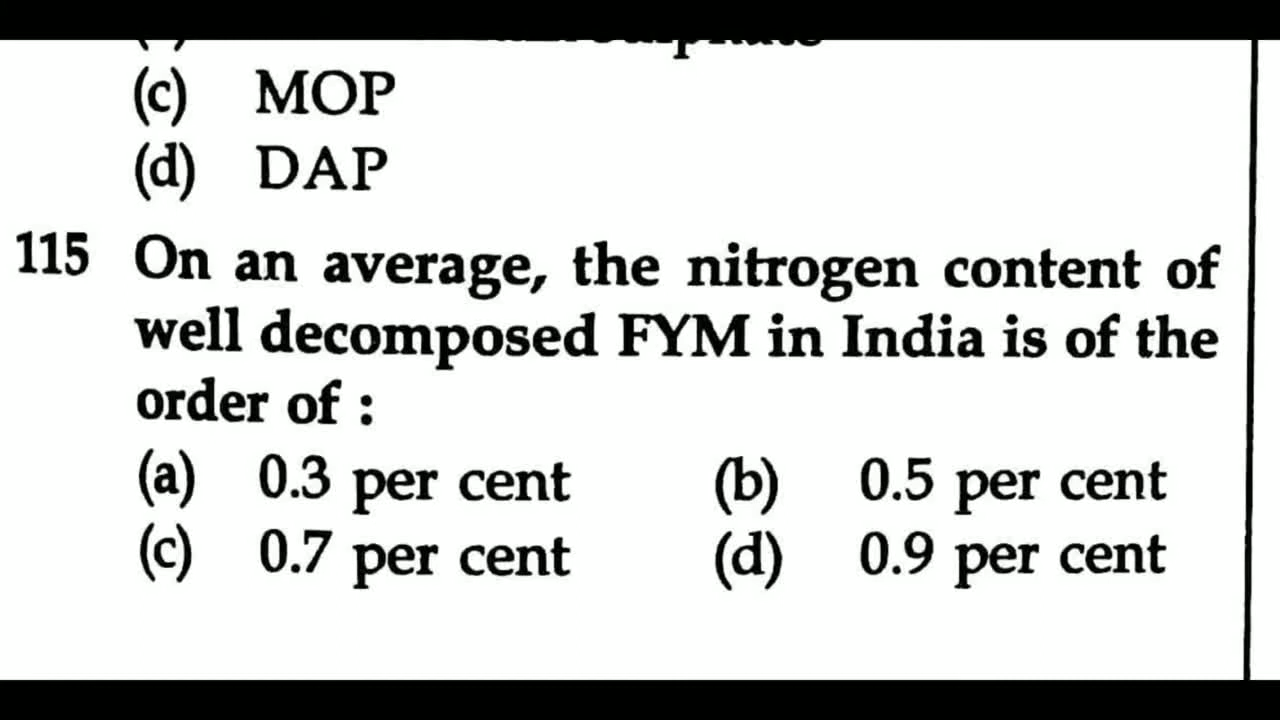 (c) MOP
(d) DAP
115 On an average, the nitrogen content of
well decomposed FYM in India is of the
order of :
(a) 0.3 per cent (b) 0.5 per cent
(c) 0.7 per cent (d) 0.9 per cent